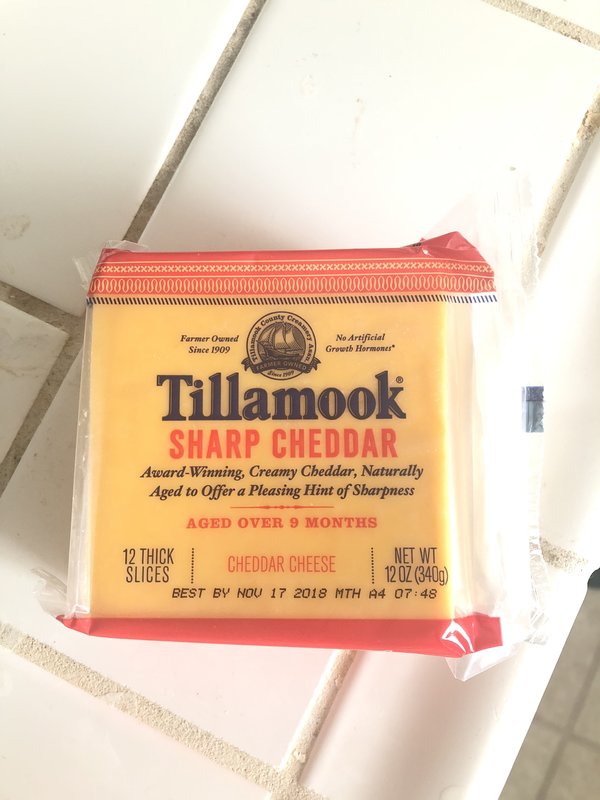 Farmer Owned
Since 1909
Tillamook County Creamery Assn.
FARMER OWNED
Since 1909
No Artificial
Growth Hormones*
Tillamook®
SHARP CHEDDAR
Award-Winning, Creamy Cheddar, Naturally
Aged to Offer a Pleasing Hint of Sharpness
AGED OVER 9 MONTHS
12 THICK
SLICES
CHEDDAR CHEESE
NET WT
12 OZ (340g)
BEST BY NOV 17 2018 MTH A4 07:48